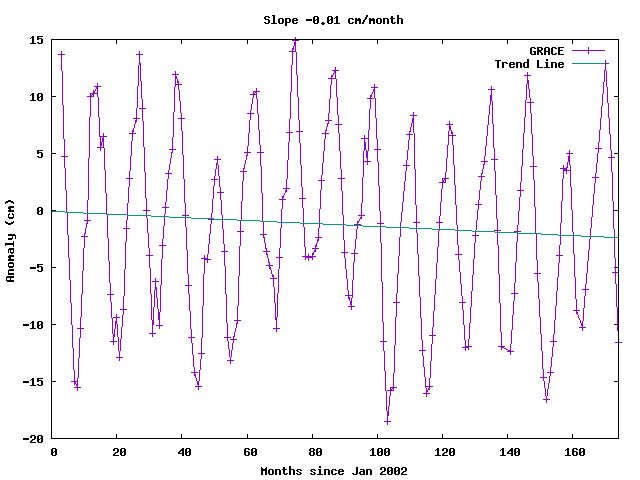 Slope -0.01 cm/month
GRACE
Trend Line
15
10
5
0
-5
-10
-15
-20
Anomaly (cm)
0 20 40 60 80 100 120 140 160
Months since Jan 2002